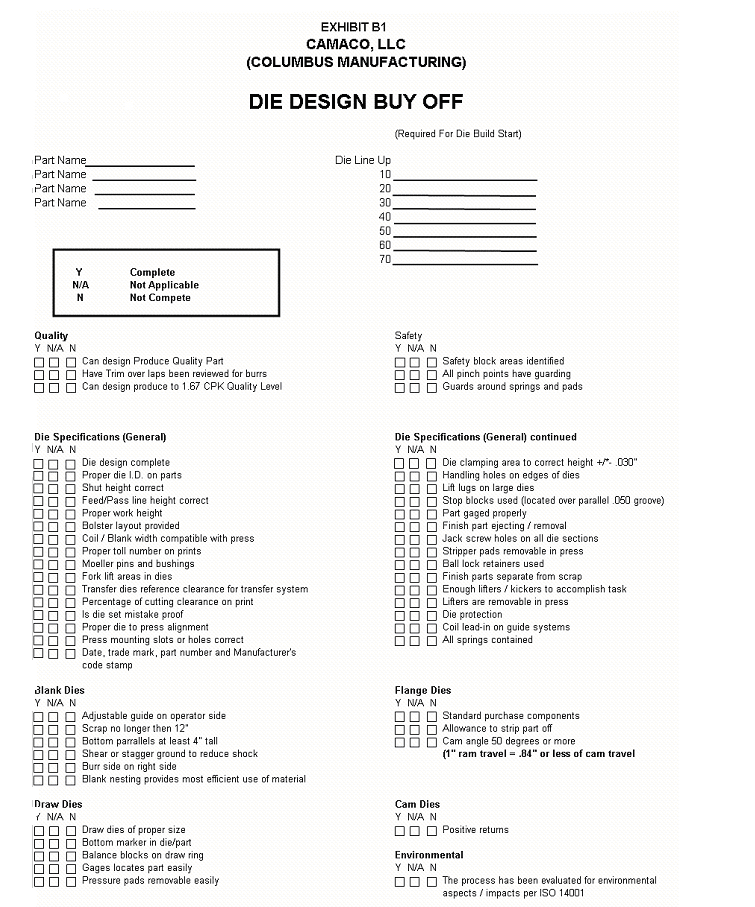 EXHIBIT B1
CAMACO, LLC
(COLUMBUS MANUFACTURING)
DIE DESIGN BUY OFF
(Required For Die Build Start)
Part Name
Part Name
Part Name
Part Name
Die Line Up
10
20
30
40
50
60
70
Y Complete
N/A Not Applicable
N Not Compete
Quality
Y N/A N
Can design Produce Quality Part
Have Trim over laps been reviewed for burrs
Can design produce to 1.67 CPK Quality Level
Safety
Y N/A N
Safety block areas identified
All pinch points have guarding
Guards around springs and pads
Die Specifications (General)
Y N/A N
Die design complete
Proper die I.D. on parts
Shut height correct
Feed/Pass line height correct
Proper work height
Bolster layout provided
Coil / Blank width compatible with press
Proper toll number on prints
Moeller pins and bushings
Fork lift areas in dies
Transfer dies reference clearance for transfer system
Percentage of cutting clearance on print
Is die set mistake proof
Proper die to press alignment
Press mounting slots or holes correct
Date, trade mark, part number and Manufacturer's
code stamp
Die Specifications (General) continued
Y N/A N
Die clamping area to correct height +/*- .030"
Handling holes on edges of dies
Lift lugs on large dies
Stop blocks used (located over parallel .050 groove)
Part gaged properly
Finish part ejecting / removal
Jack screw holes on all die sections
Stripper pads removable in press
Ball lock retainers used
Finish parts separate from scrap
Enough lifters / kickers to accomplish task
Lifters are removable in press
Die protection
Coil lead-in on guide systems
All springs contained
Blank Dies
Y N/A N
Adjustable guide on operator side
Scrap no longer then 12"
Bottom parrallels at least 4" tall
Shear or stagger ground to reduce shock
Burr side on right side
Blank nesting provides most efficient use of material
Flange Dies
Y N/A N
Standard purchase components
Allowance to strip part off
Cam angle 50 degrees or more
(1" ram travel = .84" or less of cam travel
Draw Dies
Y N/A N
Draw dies of proper size
Bottom marker in die/part
Balance blocks on draw ring
Gages locates part easily
Pressure pads removable easily
Cam Dies
Y N/A N
Positive returns
Environmental
Y N/A N
The process has been evaluated for environmental
aspects / impacts per ISO 14001